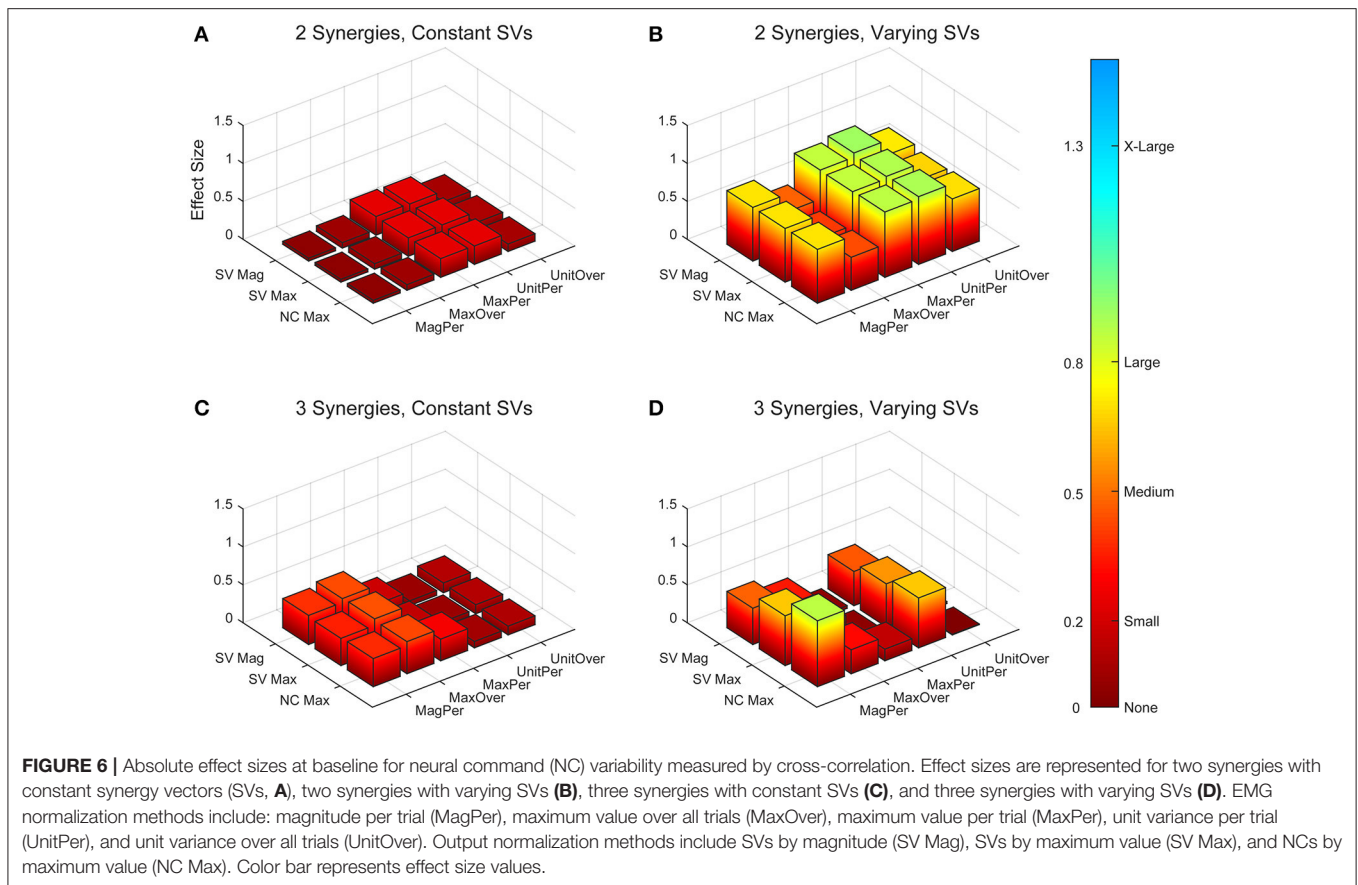 A
2 Synergies, Constant SVs
1.5
1
0.5
0
Effect Size
SV Mag
SV Max
NC Max
MagPer
MaxOver
MaxPer
UnitPer
UnitOver
B
2 Synergies, Varying SVs
1.5
1
0.5
0
SV Mag
SV Max
NC Max
MagPer
MaxOver
MaxPer
UnitPer
UnitOver
C
3 Synergies, Constant SVs
1.5
1
0.5
0
SV Mag
SV Max
NC Max
MagPer
MaxOver
MaxPer
UnitPer
UnitOver
D
3 Synergies, Varying SVs
1.5
1
0.5
0
SV Mag
SV Max
NC Max
MagPer
MaxOver
MaxPer
UnitPer
UnitOver
1.3 X-Large
0.8 Large
0.5 Medium
0.2 Small
0 None
FIGURE 6 | Absolute effect sizes at baseline for neural command (NC) variability measured by cross-correlation. Effect sizes are represented for two synergies with
constant synergy vectors (SVs, A), two synergies with varying SVs (B), three synergies with constant SVs (C), and three synergies with varying SVs (D). EMG
normalization methods include: magnitude per trial (MagPer), maximum value over all trials (MaxOver), maximum value per trial (MaxPer), unit variance per trial
(UnitPer), and unit variance over all trials (UnitOver). Output normalization methods include SVs by magnitude (SV Mag), SVs by maximum value (SV Max), and NCs by
maximum value (NC Max). Color bar represents effect size values.